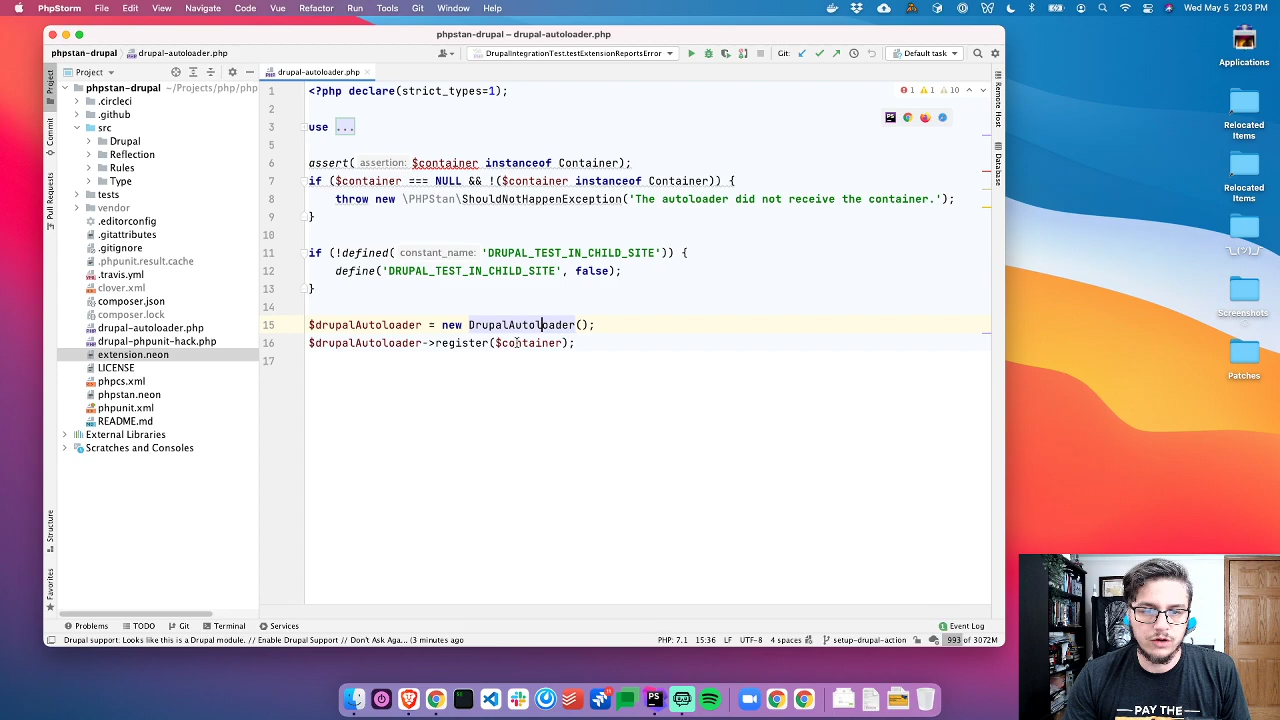 PhpStorm File Edit View Navigate Code Refactor Run Tools Git Window Help Wed May 5 2:03 PM
phpstan-drupal – drupal-autoloader.php
phpstan-drupal drupal-autoloader.php DrupalIntegrationTest.testExtensionReportsError Git: Default task
Project drupal-autoloader.php
phpstan-drupal ~/Projects/php/php
.circleci
.github
src
Drupal
Reflection
Rules
Type
tests
vendor
.editorconfig
.gitattributes
.gitignore
.phpunit.result.cache
.travis.yml
clover.xml
composer.json
composer.lock
drupal-autoloader.php
drupal-phpunit-hack.php
extension.neon
LICENSE
phpcs.xml
phpstan.neon
phpunit.xml
README.md
External Libraries
Scratches and Consoles
Project
Commit
Pull Requests
Structure
Favorites
1 <?php declare(strict_types=1);
2
3 use ...
5
6 assert( assertion: $container instanceof Container);
7 if ($container === NULL && !($container instanceof Container)) {
8 throw new \PHPStan\ShouldNotHappenException('The autoloader did not receive the container.');
9 }
10
11 if (!defined( constant_name: 'DRUPAL_TEST_IN_CHILD_SITE')) {
12 define('DRUPAL_TEST_IN_CHILD_SITE', false);
13 }
14
15 $drupalAutoloader = new DrupalAutoloader();
16 $drupalAutoloader->register($container);
17
1 1 10
Remote Host
Database
Problems TODO Git Terminal Services Event Log
Drupal support: Looks like this is a Drupal module. // Enable Drupal Support // Don't Ask Aga... (3 minutes ago) PHP: 7.1 15:36 LF UTF-8 4 spaces setup-drupal-action 993 of 3072M
Applications
Relocated Items
Relocated Items
¯\_(ツ)_/¯
Screenshots
Patches
PAY THE